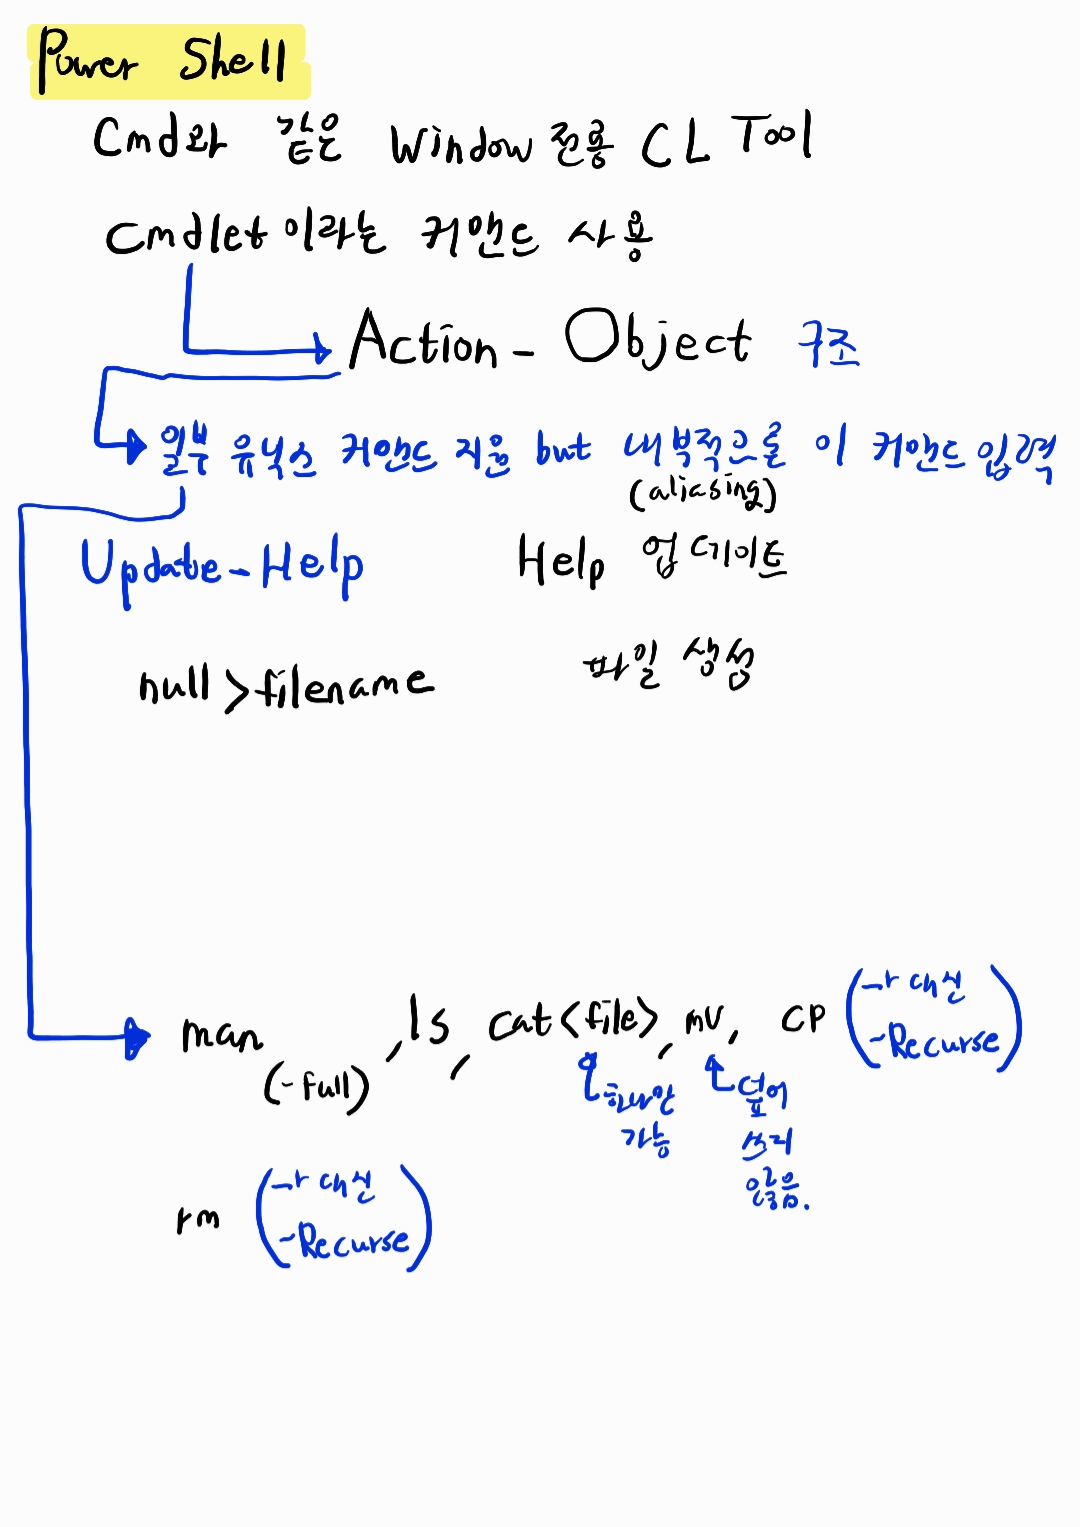 Power Shell
Cmd와 같은 Window 전용 CL Tool
Cmdlet 이라는 커맨드 사용
Action - Object 구조
일부 유닉스 커맨드 지원 but 내부적으로 이 커맨드 입력
(aliasing)
Update-Help Help 업데이트
null > filename 파일 생성
man, ls, cat <file>, mv, cp (-r 대신
-Recurse)
(-full)
하나만
가능
덮어
쓰지
않음.
rm (-r 대신
-Recurse)